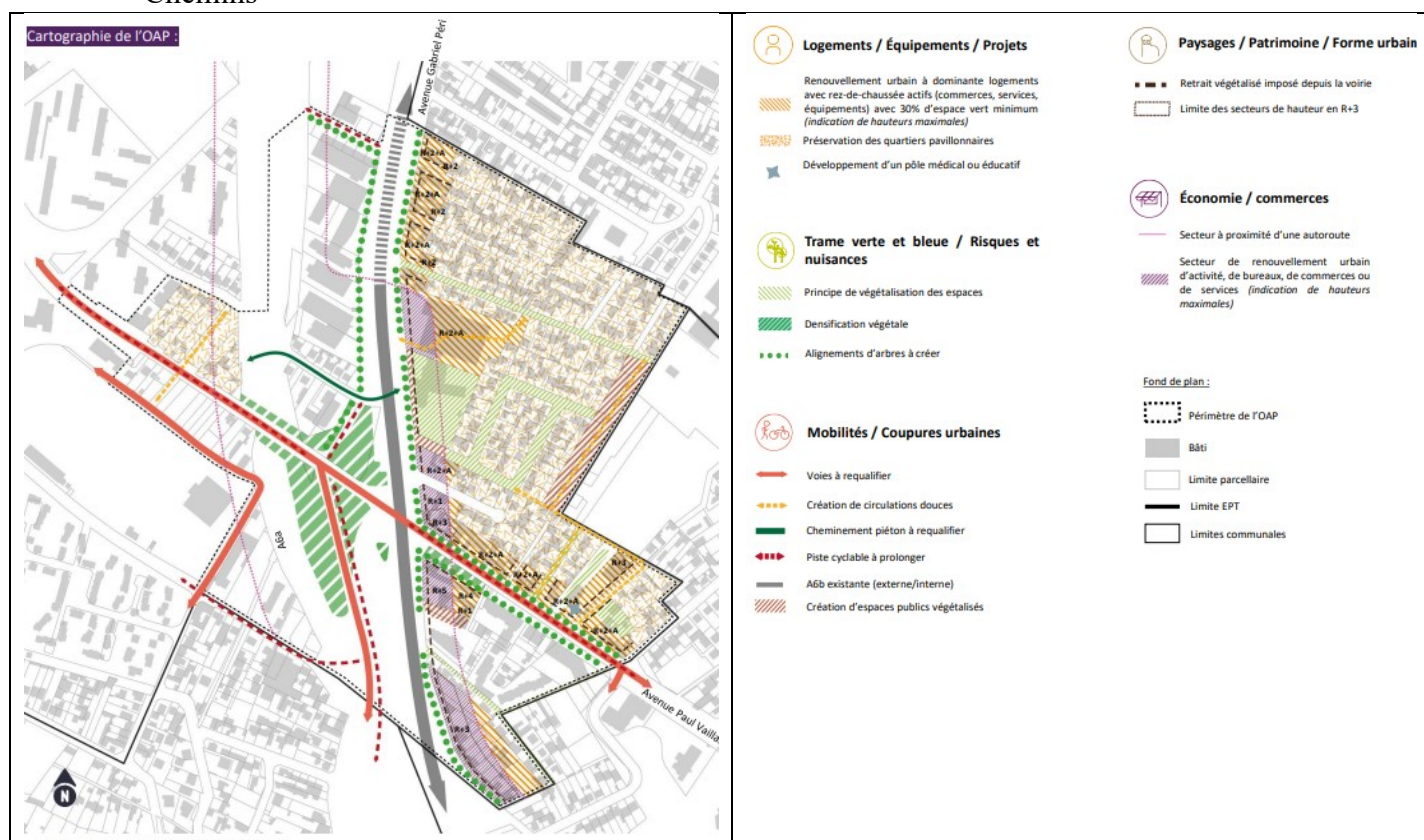 Chemins
Cartographie de l'OAP :
Avenue Gabriel Péri
R+2+A
R+2
R+2+A
R+2
R+2+A
R+2
R+2+A
R+2+A
R+1
R+3
R+2+A
R+2+A
R+3
R+2+A
R+5
R+4
R+1
R+2+A
R+3
A6a
Avenue Paul Vailla
N
Logements / Équipements / Projets
Renouvellement urbain à dominante logements
avec rez-de-chaussée actifs (commerces, services,
équipements) avec 30% d'espace vert minimum
(indication de hauteurs maximales)
Préservation des quartiers pavillonnaires
Développement d'un pôle médical ou éducatif
Trame verte et bleue / Risques et
nuisances
Principe de végétalisation des espaces
Densification végétale
Alignements d'arbres à créer
Mobilités / Coupures urbaines
Voies à requalifier
Création de circulations douces
Cheminement piéton à requalifier
Piste cyclable à prolonger
A6b existante (externe/interne)
Création d'espaces publics végétalisés
Paysages / Patrimoine / Forme urbain
Retrait végétalisé imposé depuis la voirie
Limite des secteurs de hauteur en R+3
Économie / commerces
Secteur à proximité d'une autoroute
Secteur de renouvellement urbain
d'activité, de bureaux, de commerces ou
de services (indication de hauteurs
maximales)
Fond de plan :
Périmètre de l'OAP
Bâti
Limite parcellaire
Limite EPT
Limites communales